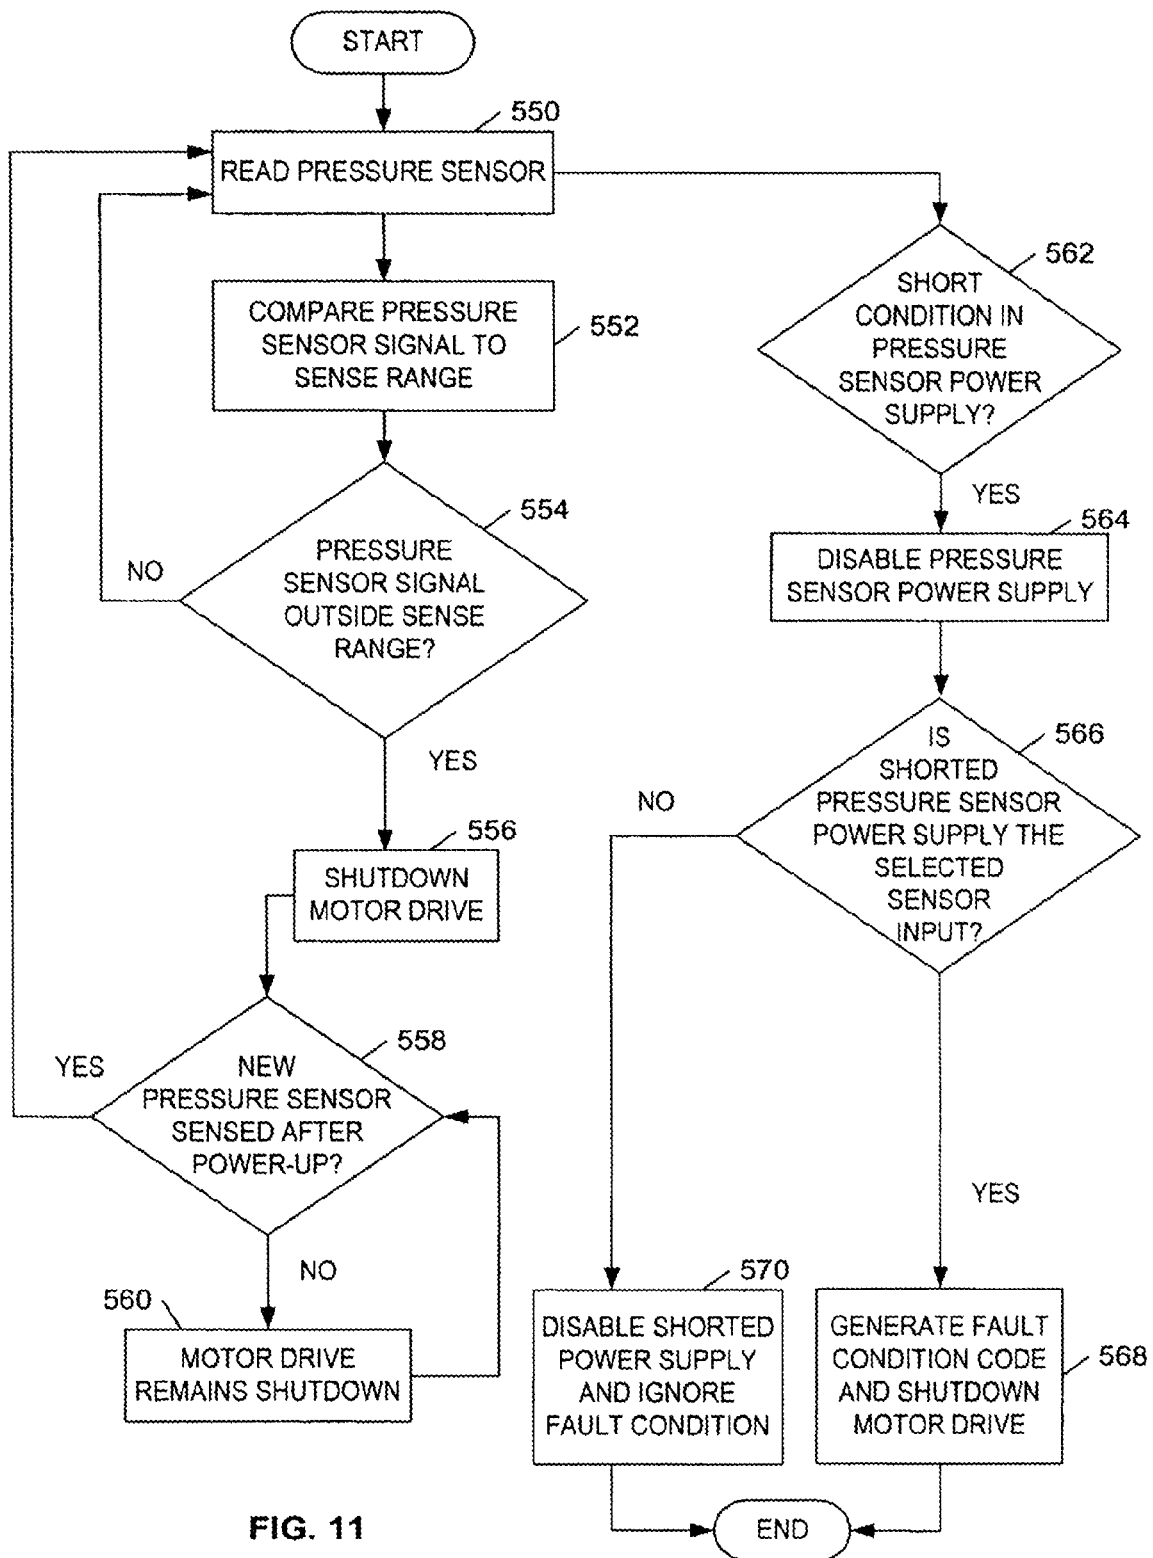 START
550
READ PRESSURE SENSOR
COMPARE PRESSURE
SENSOR SIGNAL TO
SENSE RANGE
552
554
PRESSURE
SENSOR SIGNAL
OUTSIDE SENSE
RANGE?
NO
YES
556
SHUTDOWN
MOTOR DRIVE
558
NEW
PRESSURE SENSOR
SENSED AFTER
POWER-UP?
YES
NO
560
MOTOR DRIVE
REMAINS SHUTDOWN
562
SHORT
CONDITION IN
PRESSURE
SENSOR POWER
SUPPLY?
YES
564
DISABLE PRESSURE
SENSOR POWER SUPPLY
566
IS
SHORTED
PRESSURE SENSOR
POWER SUPPLY THE
SELECTED
SENSOR
INPUT?
NO
YES
570
DISABLE SHORTED
POWER SUPPLY
AND IGNORE
FAULT CONDITION
GENERATE FAULT
CONDITION CODE
AND SHUTDOWN
MOTOR DRIVE
568
END
FIG. 11